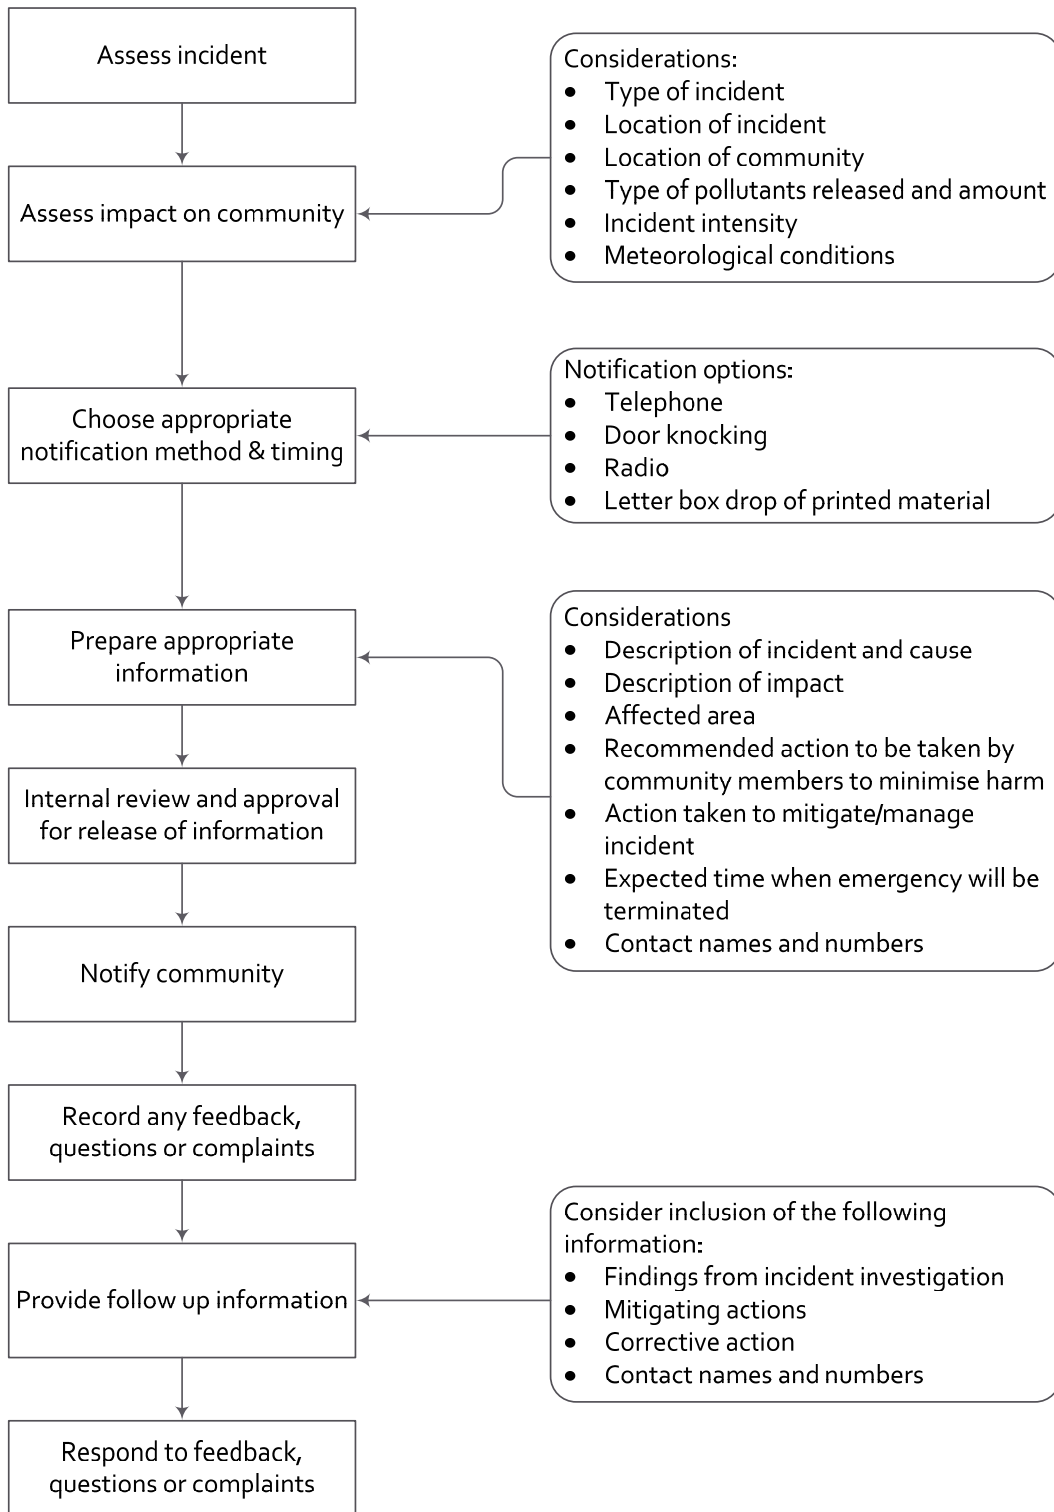 Assess incident
Considerations:
• Type of incident
• Location of incident
• Location of community
• Type of pollutants released and amount
• Incident intensity
• Meteorological conditions
Assess impact on community
Notification options:
• Telephone
• Door knocking
• Radio
• Letter box drop of printed material
Choose appropriate
notification method & timing
Considerations
• Description of incident and cause
• Description of impact
• Affected area
• Recommended action to be taken by
community members to minimise harm
• Action taken to mitigate/manage
incident
• Expected time when emergency will be
terminated
• Contact names and numbers
Prepare appropriate
information
Internal review and approval
for release of information
Notify community
Record any feedback,
questions or complaints
Consider inclusion of the following
information:
• Findings from incident investigation
• Mitigating actions
• Corrective action
• Contact names and numbers
Provide follow up information
Respond to feedback,
questions or complaints